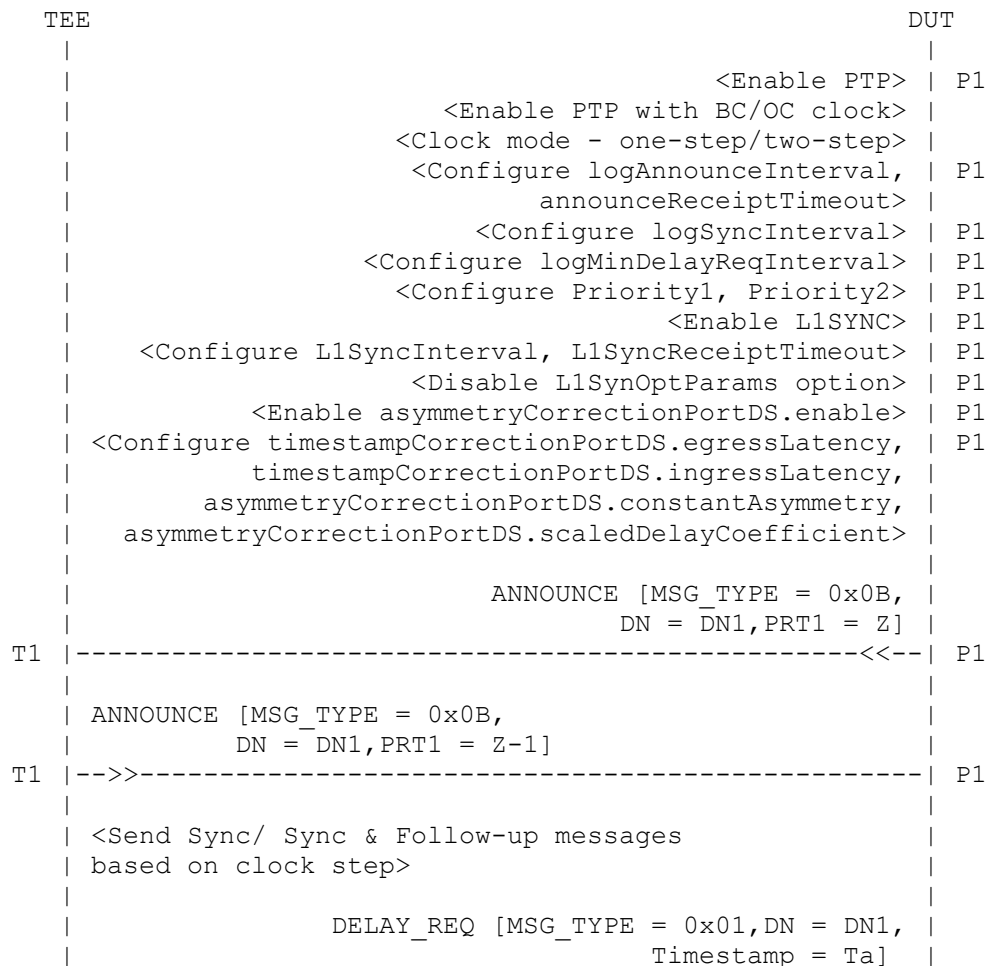 TEE                                                   DUT
   |                                                      |
   |                                         <Enable PTP> | P1
   |                        <Enable PTP with BC/OC clock> |
   |                     <Clock mode - one-step/two-step> |
   |                      <Configure logAnnounceInterval, | P1
   |                              announceReceiptTimeout> |
   |                          <Configure logSyncInterval> | P1
   |                   <Configure logMinDelayReqInterval> | P1
   |                     <Configure Priority1, Priority2> | P1
   |                                      <Enable L1SYNC> | P1
   |     <Configure L1SyncInterval, L1SyncReceiptTimeout> | P1
   |                      <Disable L1SynOptParams option> | P1
   |            <Enable asymmetryCorrectionPortDS.enable> | P1
   |  <Configure timestampCorrectionPortDS.egressLatency, | P1
   |            timestampCorrectionPortDS.ingressLatency, |
   |         asymmetryCorrectionPortDS.constantAsymmetry, |
   |    asymmetryCorrectionPortDS.scaledDelayCoefficient> |
   |                                                      |
   |                           ANNOUNCE [MSG_TYPE = 0x0B, |
   |                                   DN = DN1,PRT1 = Z] |
T1 |-------------------------------------------------<<--| P1
   |                                                      |
   | ANNOUNCE [MSG_TYPE = 0x0B,                           |
   |          DN = DN1,PRT1 = Z-1]                        |
T1 |-->>-------------------------------------------------| P1
   |                                                      |
   | <Send Sync/ Sync & Follow-up messages                |
   | based on clock step>                                 |
   |                                                      |
   |                 DELAY_REQ [MSG_TYPE = 0x01,DN = DN1, |
   |                                      Timestamp = Ta] |